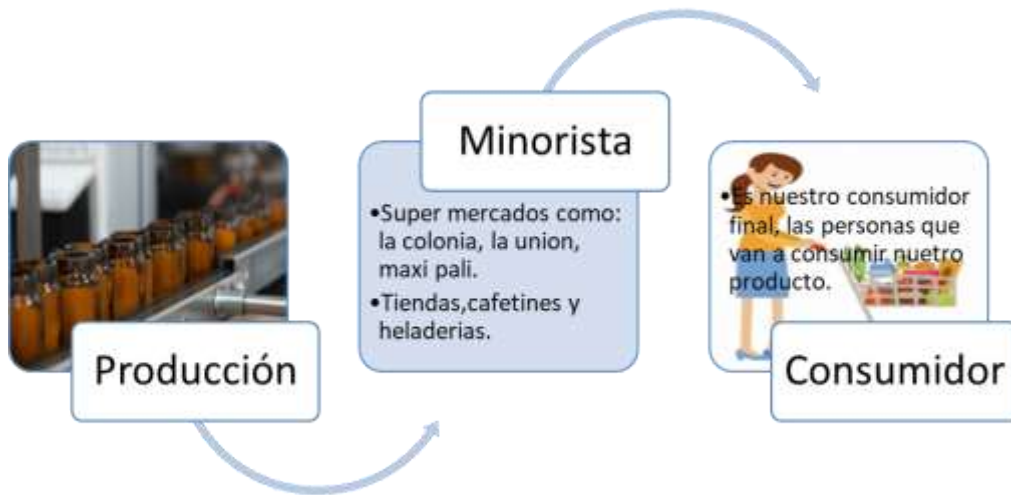 Producción
Minorista
•Super mercados como:
la colonia, la union,
maxi pali.
•Tiendas,cafetines y
heladerias.
•Es nuestro consumidor
final, las personas que
van a consumir nuetro
producto.
Consumidor